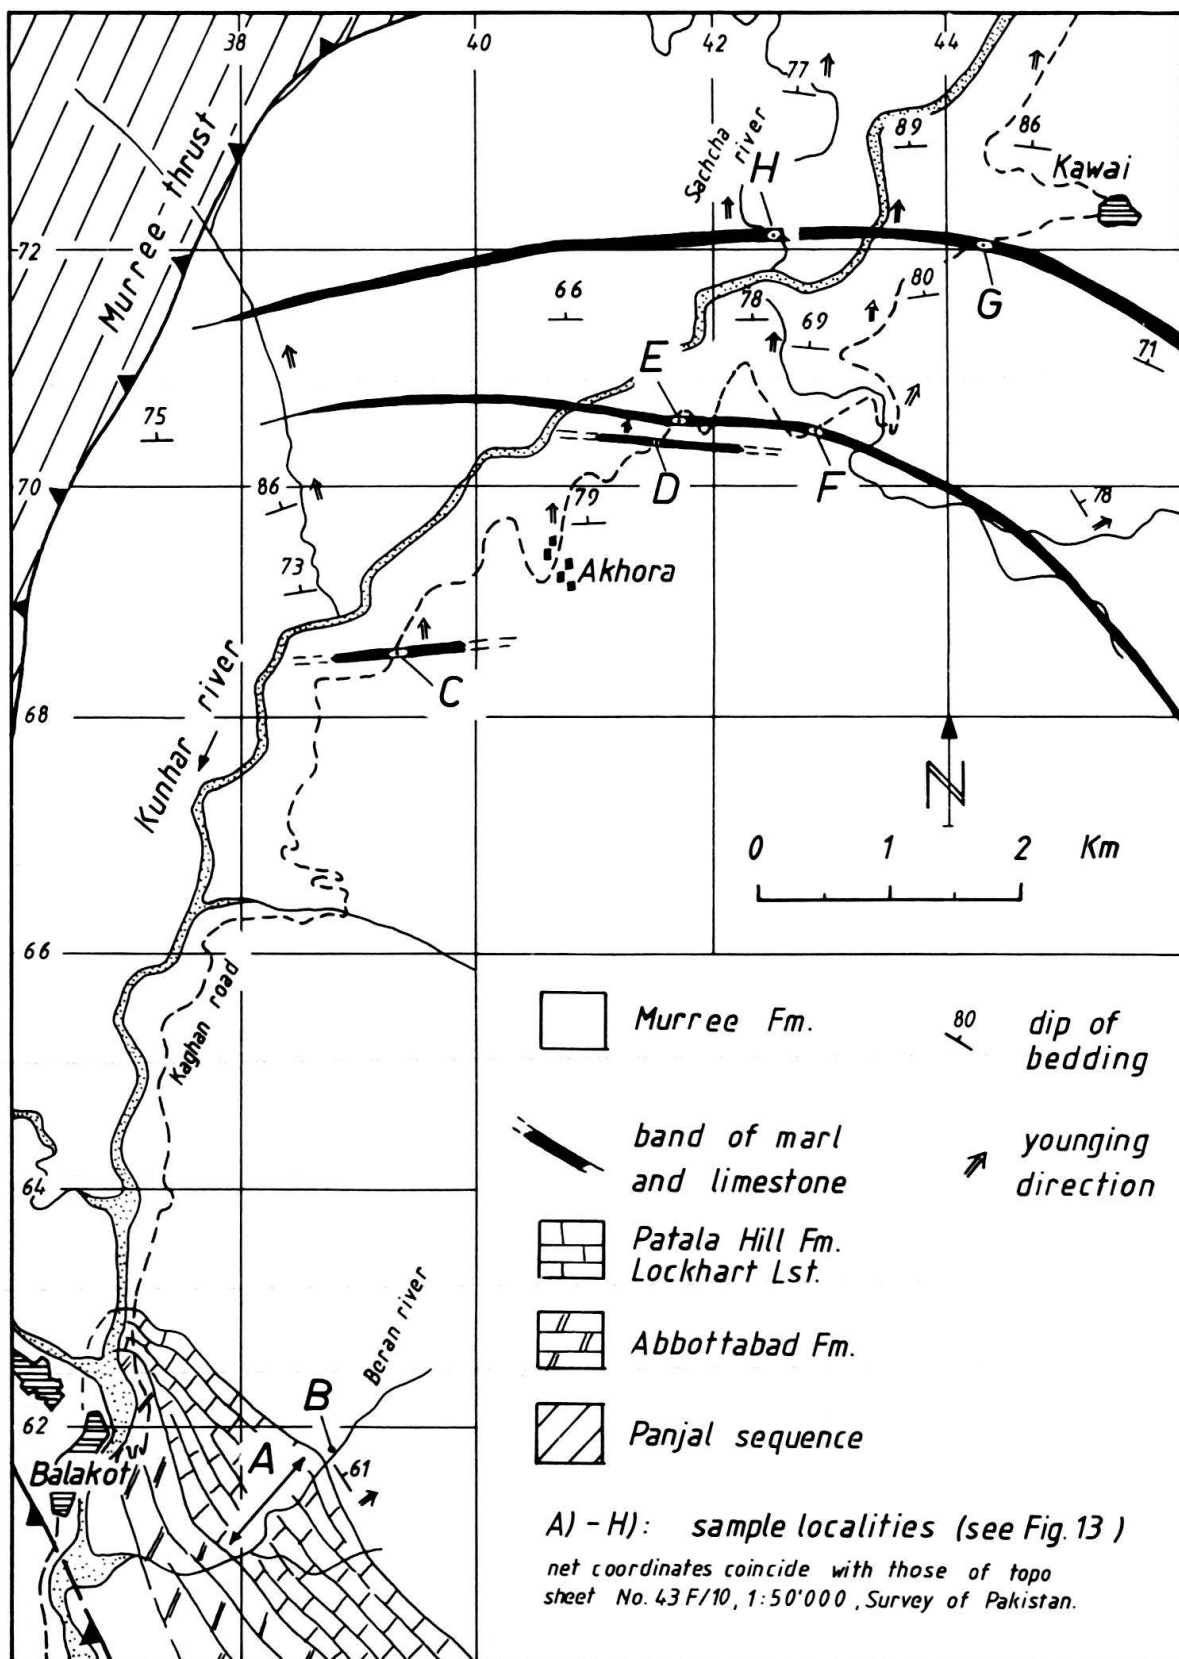 38
40
42
44
77
89
86
Murree thrust
Sachcha
river
H
Kawai
72
66
78
80
69
G
71
E
75
D
F
70
86
79
78
73
Akhora
C
Kunhar river
68
N
0 1 2 Km
66
Kaghan road
Murree Fm.
80
dip of
bedding
band of marl
and limestone
younging
direction
64
Patala Hill Fm.
Lockhart Lst.
Beran river
Abbottabad Fm.
B
62
A
61
Balakot
Panjal sequence
A) - H): sample localities (see Fig. 13 )
net coordinates coincide with those of topo
sheet No. 43 F/10, 1:50'000 , Survey of Pakistan.